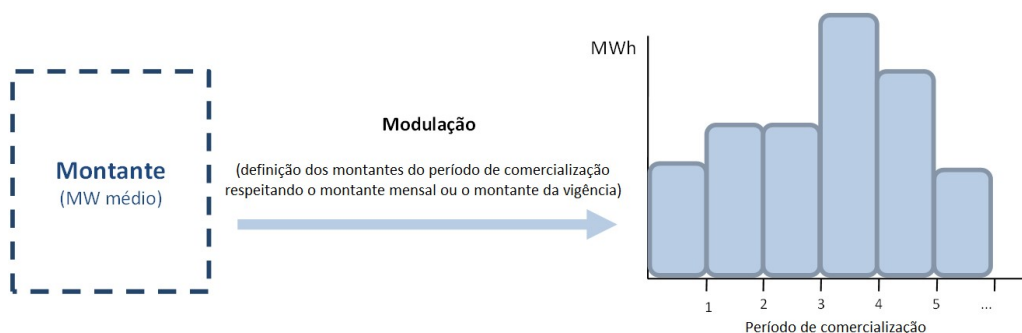 Montante
(MW médio)
Modulação
(definição dos montantes do período de comercialização
respeitando o montante mensal ou o montante da vigência)
MWh
1 2 3 4 5 ...
Período de comercialização